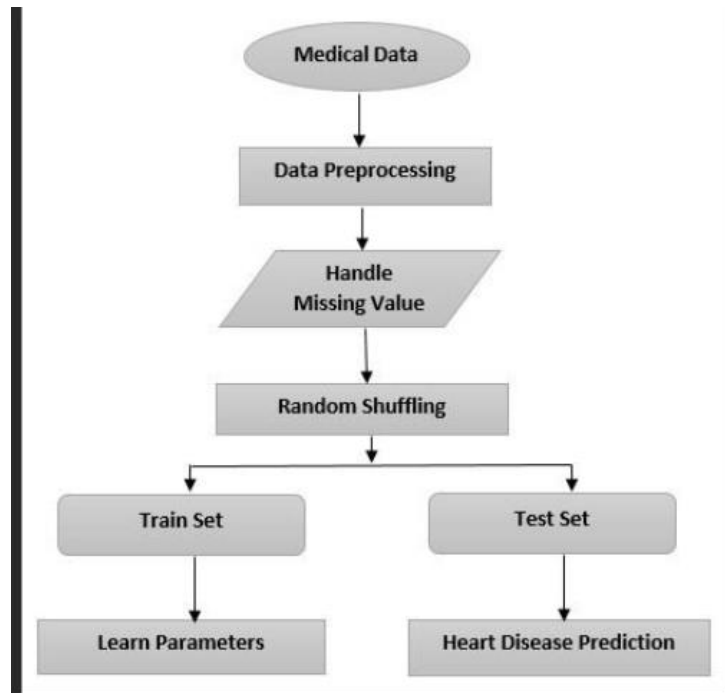 Medical Data
Data Preprocessing
Handle
Missing Value
Random Shuffling
Train Set
Test Set
Learn Parameters
Heart Disease Prediction